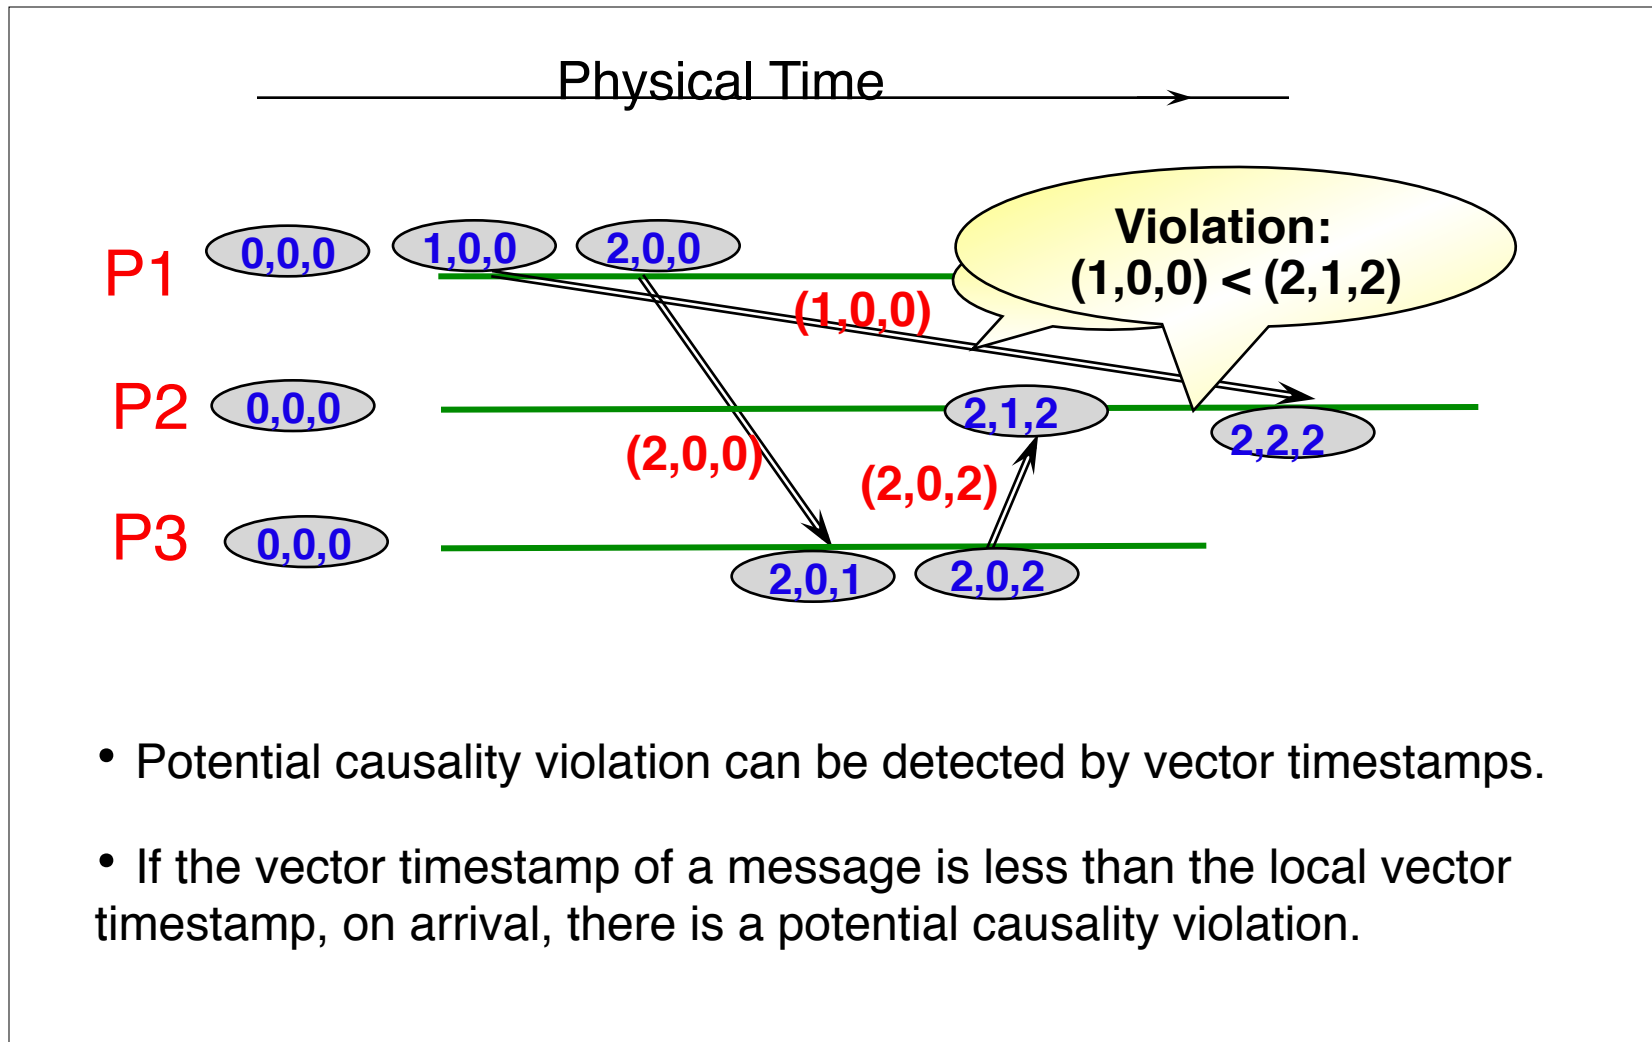 Physical Time
Violation:
(1,0,0) < (2,1,2)
P1
0,0,0
1,0,0
2,0,0
(1,0,0)
P2
0,0,0
2,1,2
2,2,2
(2,0,0)
(2,0,2)
P3
0,0,0
2,0,1
2,0,2
• Potential causality violation can be detected by vector timestamps.
• If the vector timestamp of a message is less than the local vector
timestamp, on arrival, there is a potential causality violation.